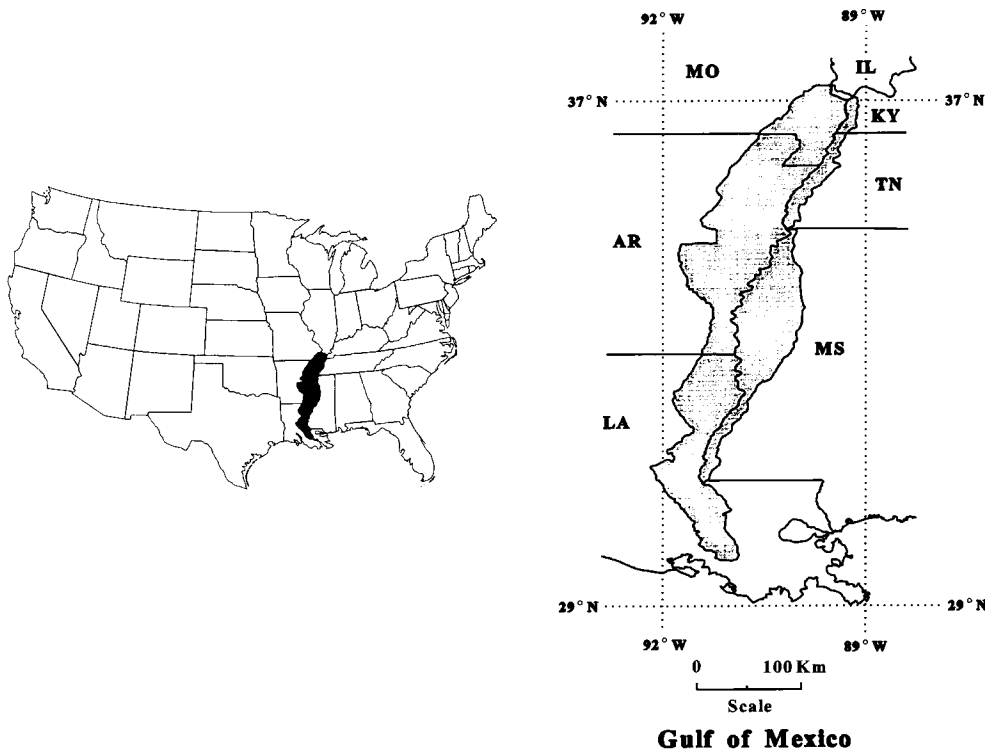 92° W 89° W
MO IL
37° N 37° N
KY
TN
AR
MS
LA
29° N 29° N
92° W 89° W
0 100 Km
Scale
Gulf of Mexico